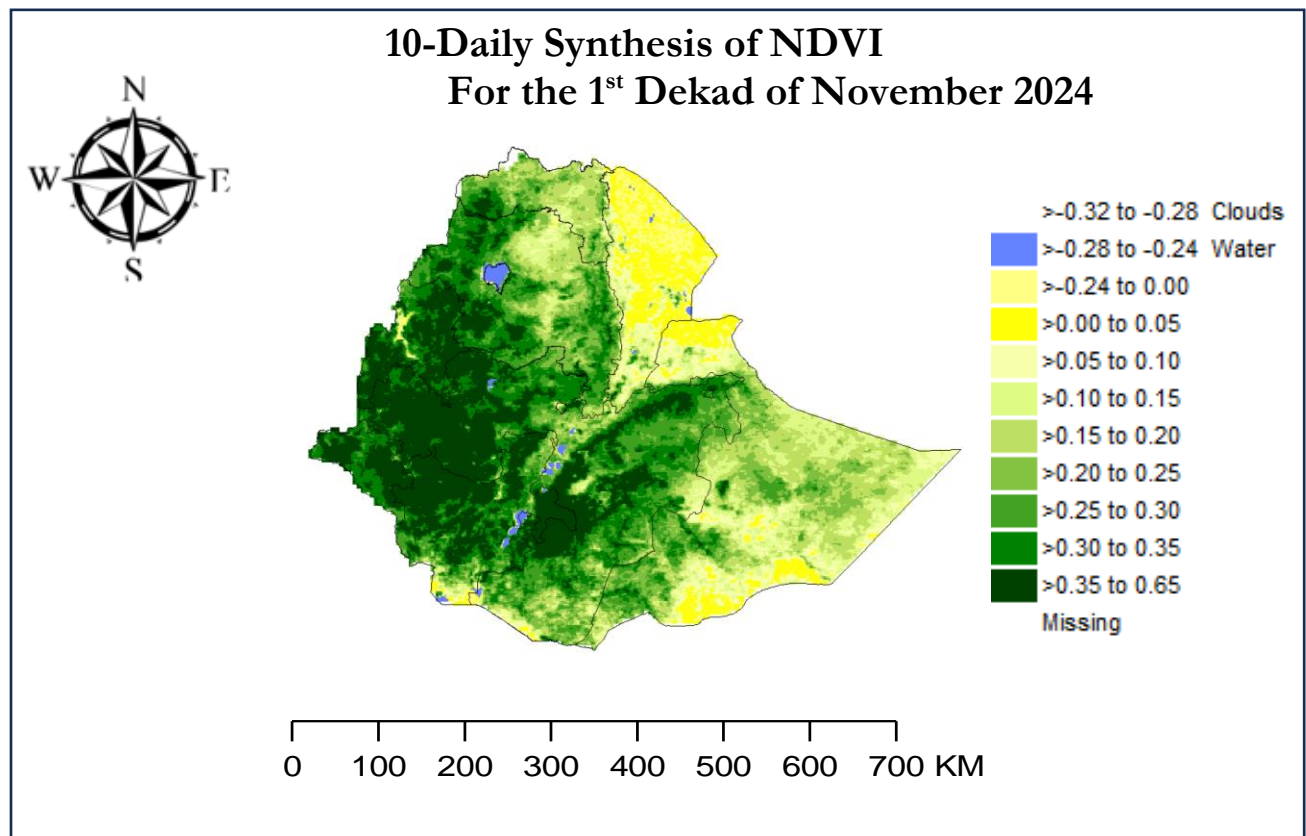 10-Daily Synthesis of NDVI
For the 1st Dekad of November 2024
N
W E
S
>-0.32 to -0.28 Clouds
>-0.28 to -0.24 Water
>-0.24 to 0.00
>0.00 to 0.05
>0.05 to 0.10
>0.10 to 0.15
>0.15 to 0.20
>0.20 to 0.25
>0.25 to 0.30
>0.30 to 0.35
>0.35 to 0.65
Missing
0 100 200 300 400 500 600 700 KM